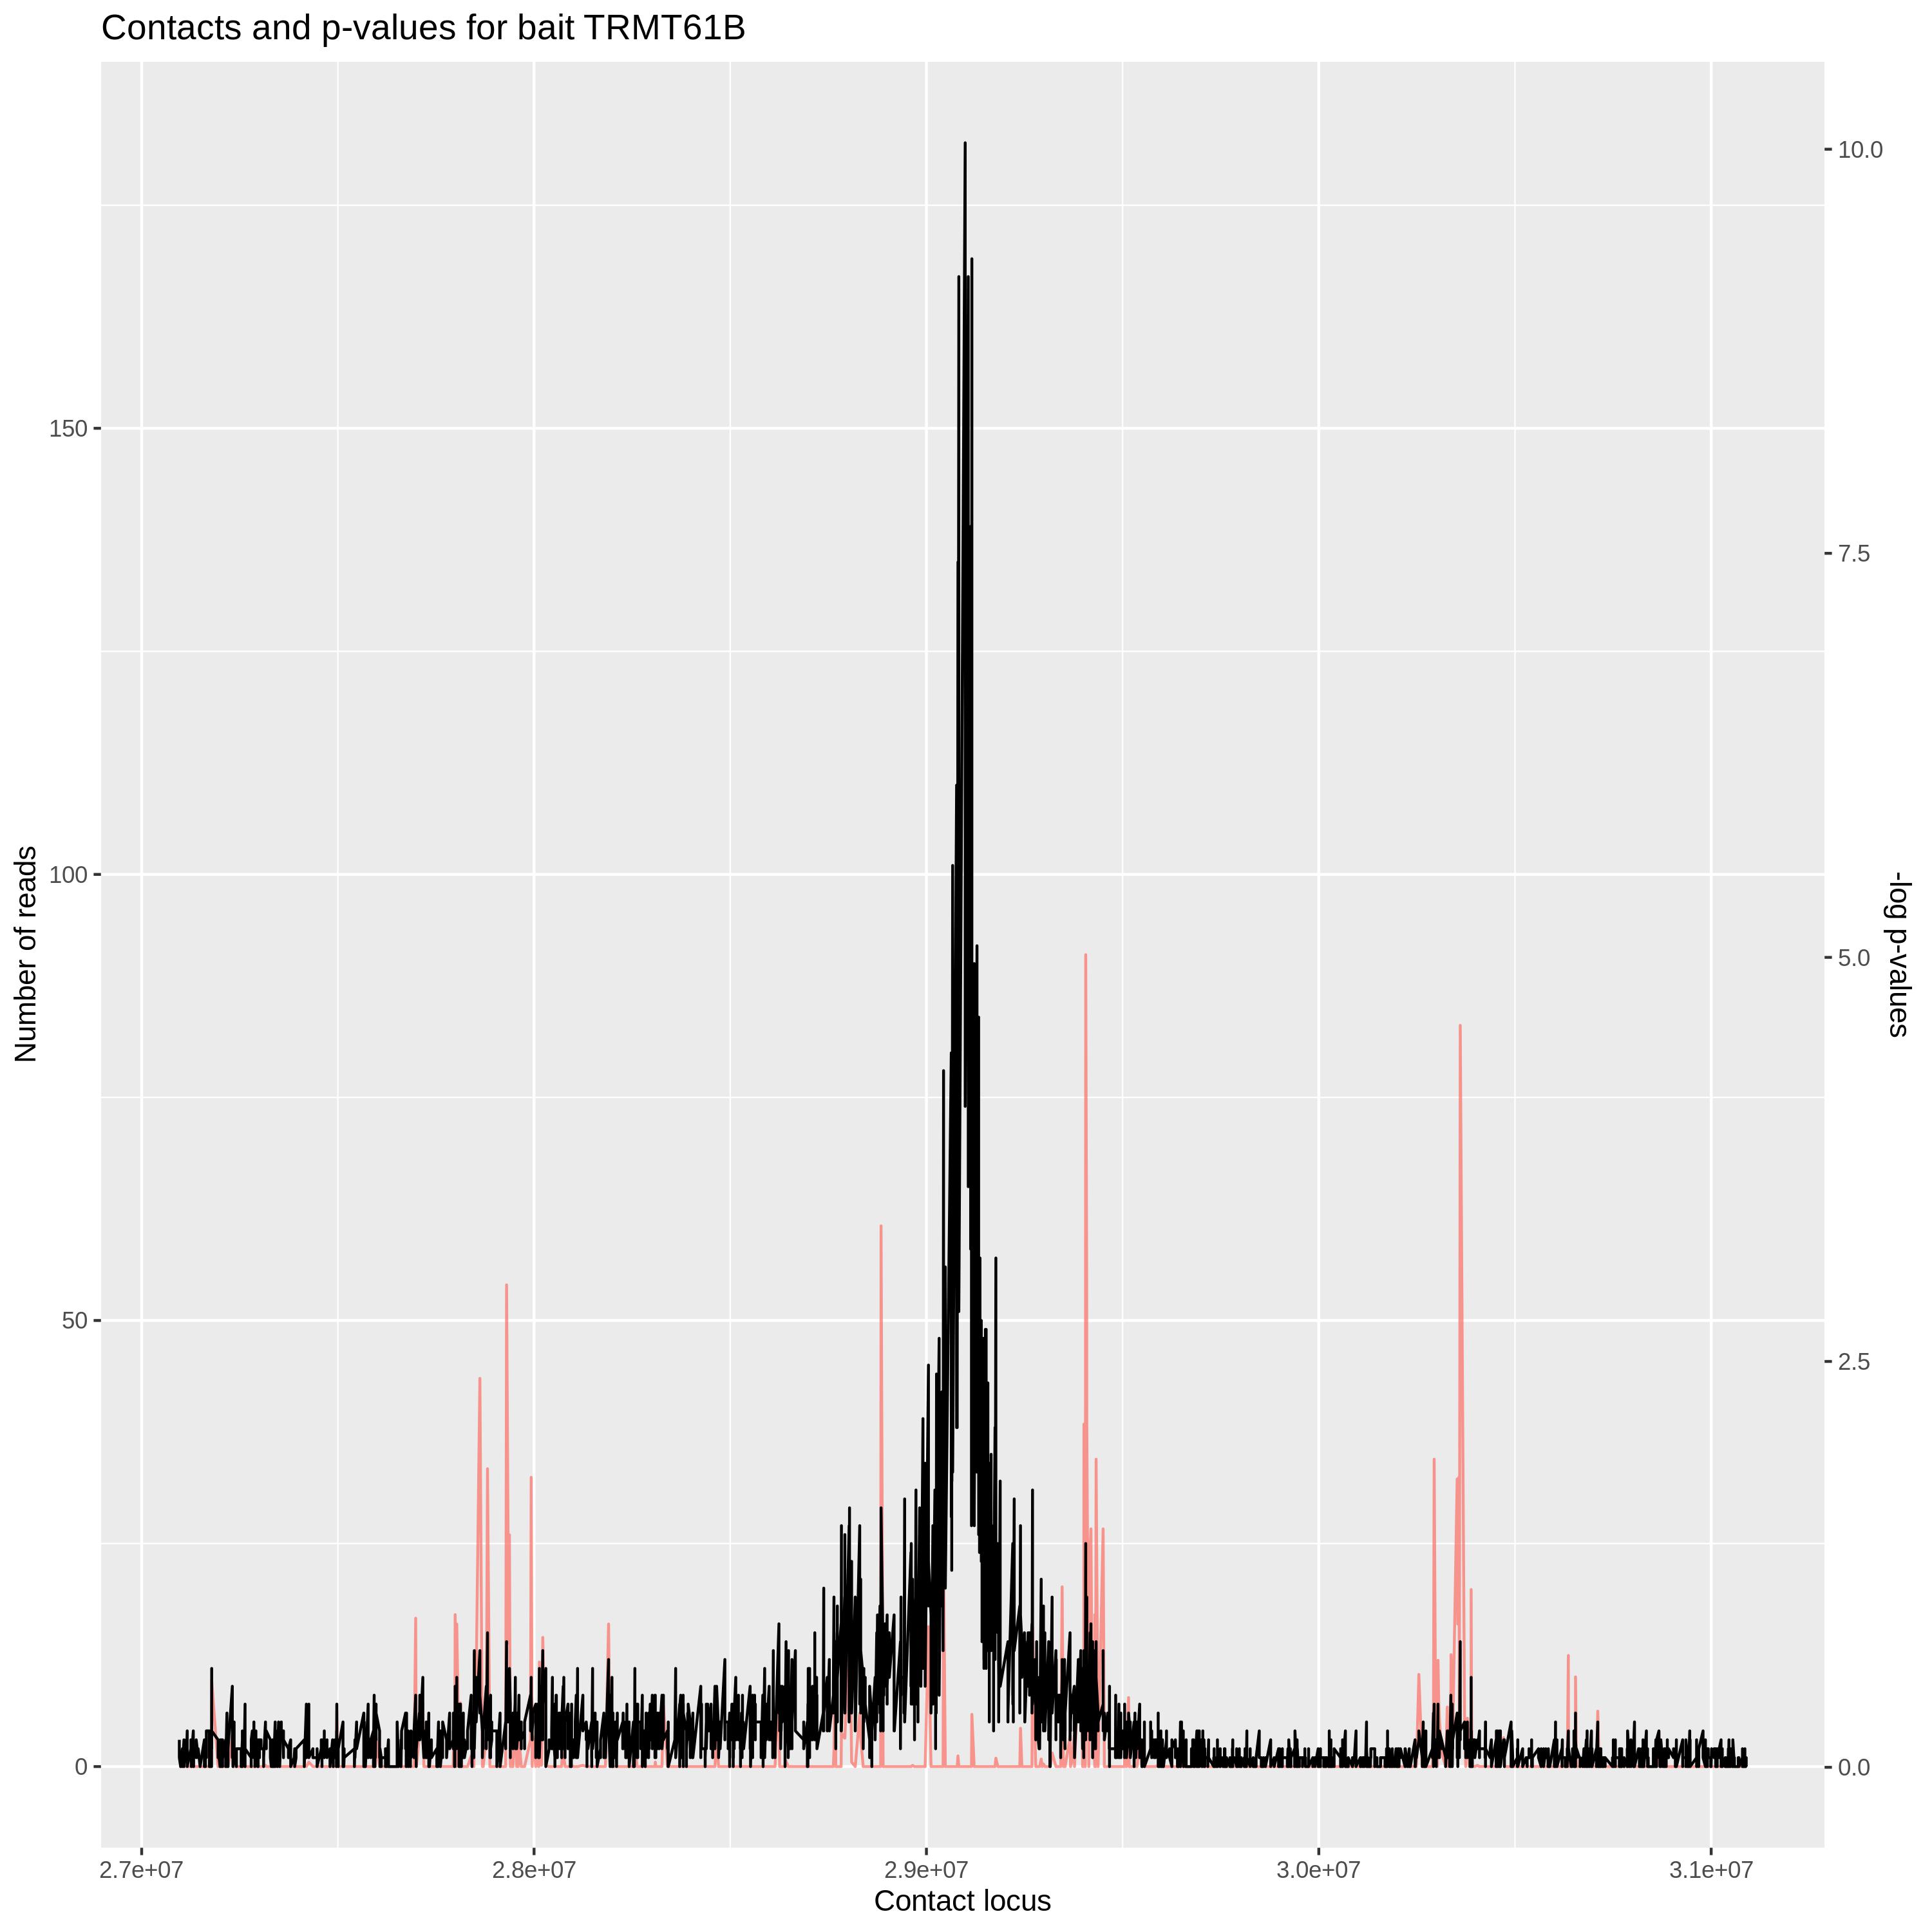 Contacts and p-values for bait TRMT61B
Number of reads
150
100
50
0
10.0
7.5
5.0
2.5
0.0
-log p-values
2.7e+07
2.8e+07
2.9e+07
3.0e+07
3.1e+07
Contact locus